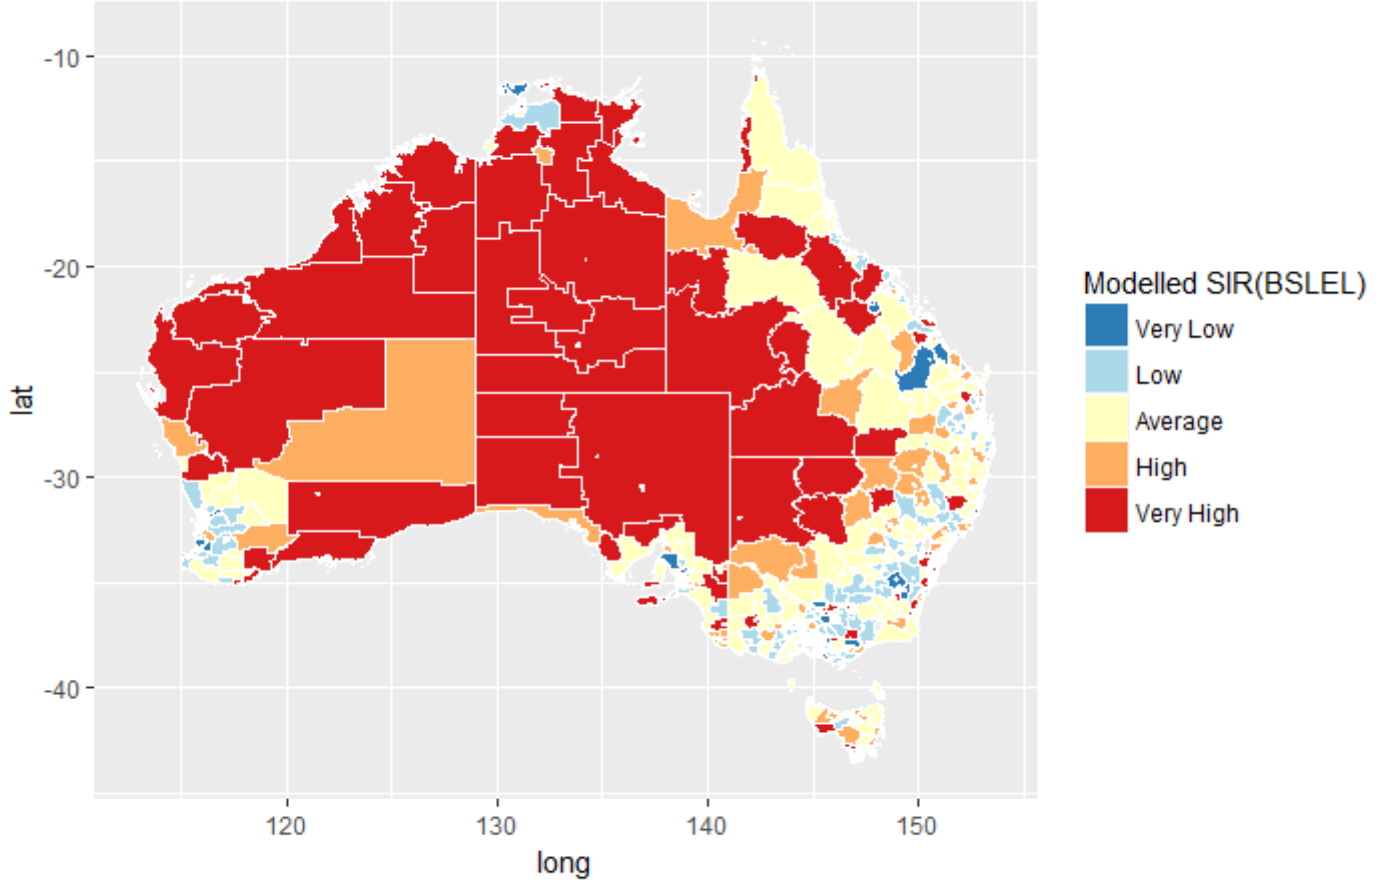 -10
-20
-30
-40
lat
120
130
140
150
long
Modelled SIR(BSLEL)
Very Low
Low
Average
High
Very High